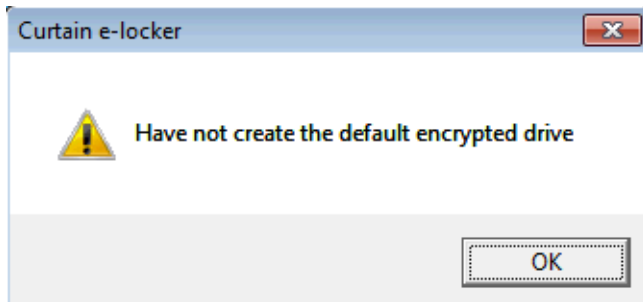 Curtain e-locker
Have not create the default encrypted drive
OK